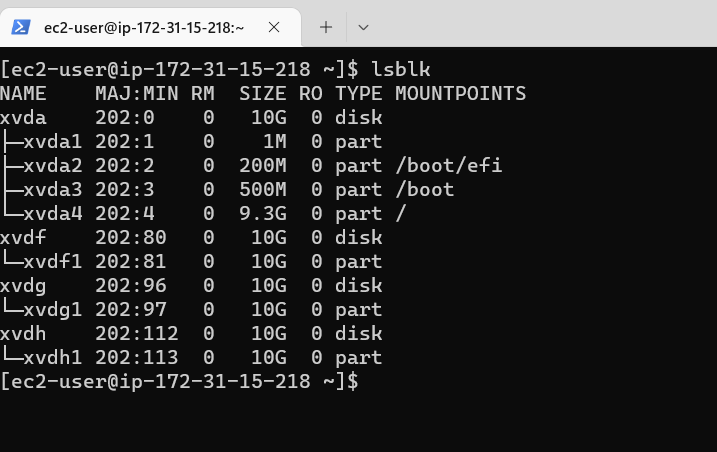 ec2-user@ip-172-31-15-218:~
[ec2-user@ip-172-31-15-218 ~]$ lsblk
NAME    MAJ:MIN RM  SIZE RO TYPE MOUNTPOINTS
xvda    202:0    0   10G  0 disk
├─xvda1 202:1    0    1M  0 part
├─xvda2 202:2    0  200M  0 part /boot/efi
├─xvda3 202:3    0  500M  0 part /boot
└─xvda4 202:4    0  9.3G  0 part /
xvdf    202:80   0   10G  0 disk
└─xvdf1 202:81   0   10G  0 part
xvdg    202:96   0   10G  0 disk
└─xvdg1 202:97   0   10G  0 part
xvdh    202:112  0   10G  0 disk
└─xvdh1 202:113  0   10G  0 part
[ec2-user@ip-172-31-15-218 ~]$